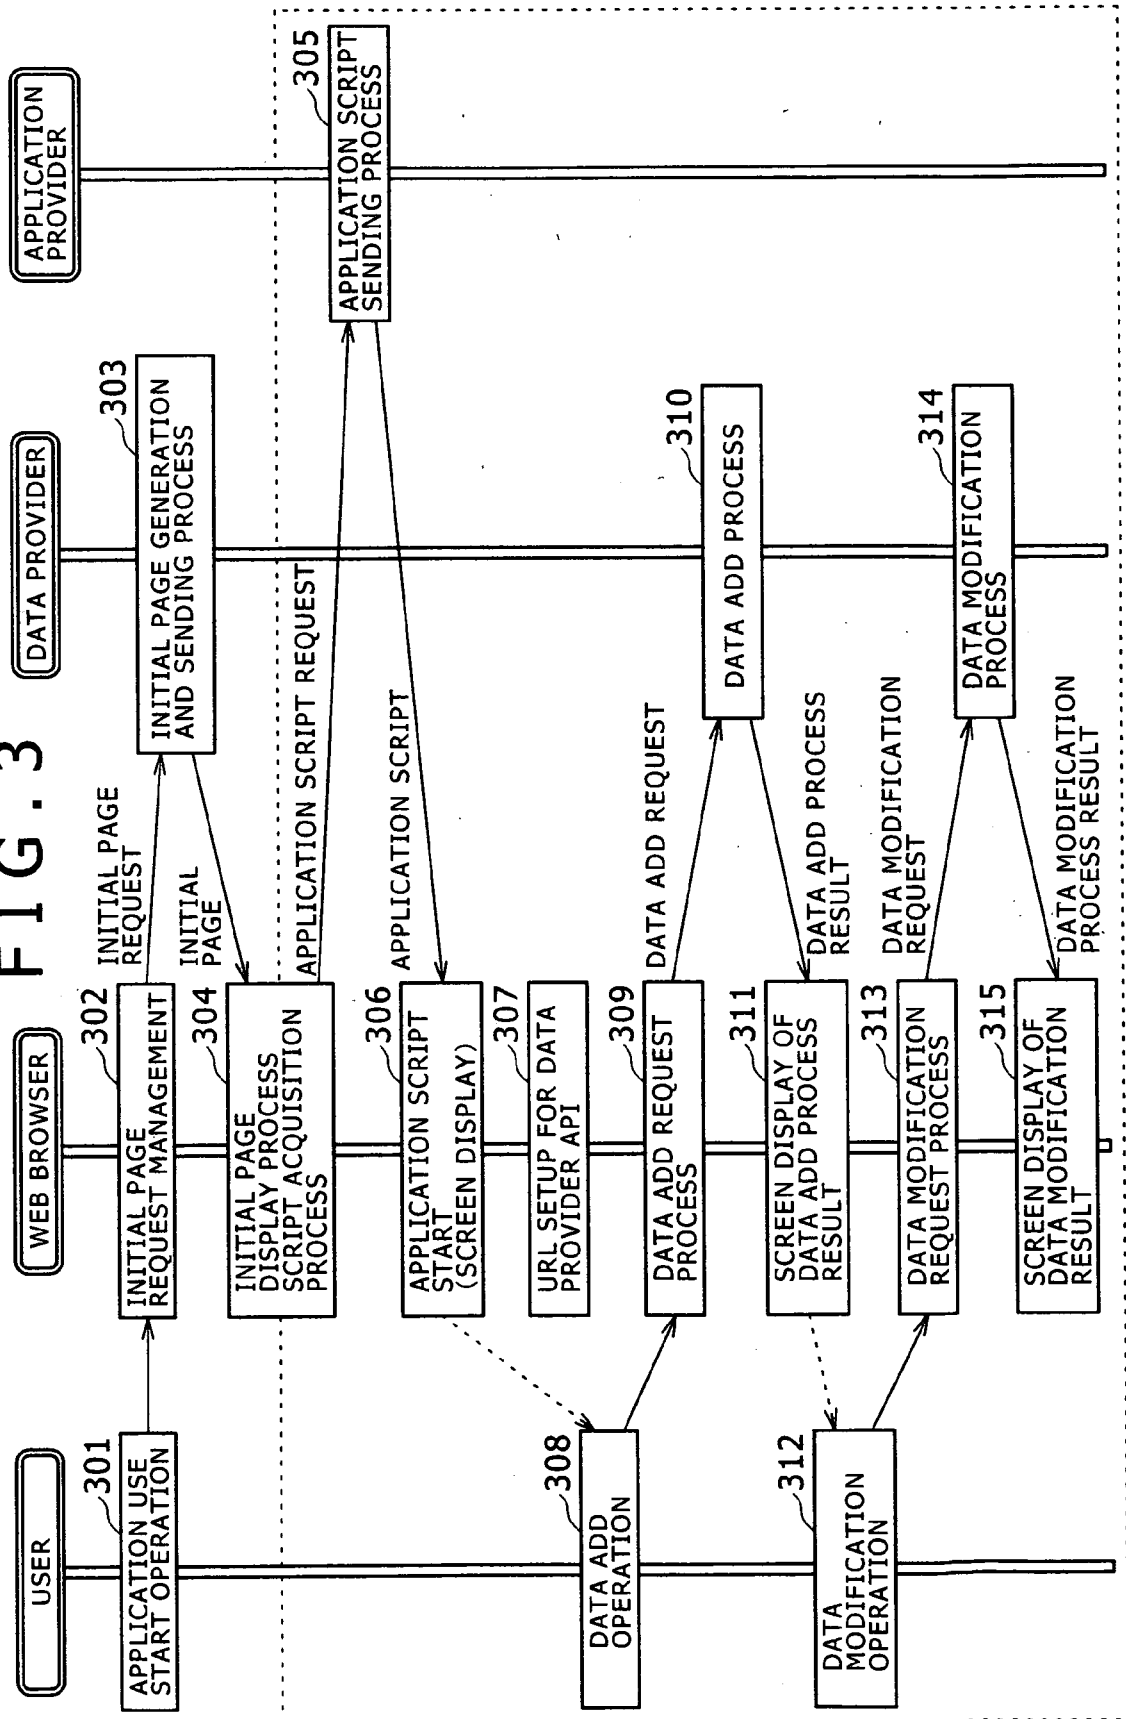 FIG. 3
USER
WEB BROWSER
DATA PROVIDER
APPLICATION
PROVIDER
301
APPLICATION USE
START OPERATION
302
INITIAL PAGE
REQUEST MANAGEMENT
INITIAL PAGE
REQUEST
303
INITIAL PAGE GENERATION
AND SENDING PROCESS
INITIAL
PAGE
304
INITIAL PAGE
DISPLAY PROCESS
SCRIPT ACQUISITION
PROCESS
APPLICATION SCRIPT REQUEST
305
APPLICATION SCRIPT
SENDING PROCESS
APPLICATION SCRIPT
306
APPLICATION SCRIPT
START
(SCREEN DISPLAY)
307
URL SETUP FOR DATA
PROVIDER API
308
DATA ADD
OPERATION
309
DATA ADD REQUEST
PROCESS
DATA ADD REQUEST
310
DATA ADD PROCESS
DATA ADD PROCESS
RESULT
311
SCREEN DISPLAY OF
DATA ADD PROCESS
RESULT
312
DATA
MODIFICATION
OPERATION
313
DATA MODIFICATION
REQUEST PROCESS
DATA MODIFICATION
REQUEST
314
DATA MODIFICATION
PROCESS
DATA MODIFICATION
PROCESS RESULT
315
SCREEN DISPLAY OF
DATA MODIFICATION
RESULT